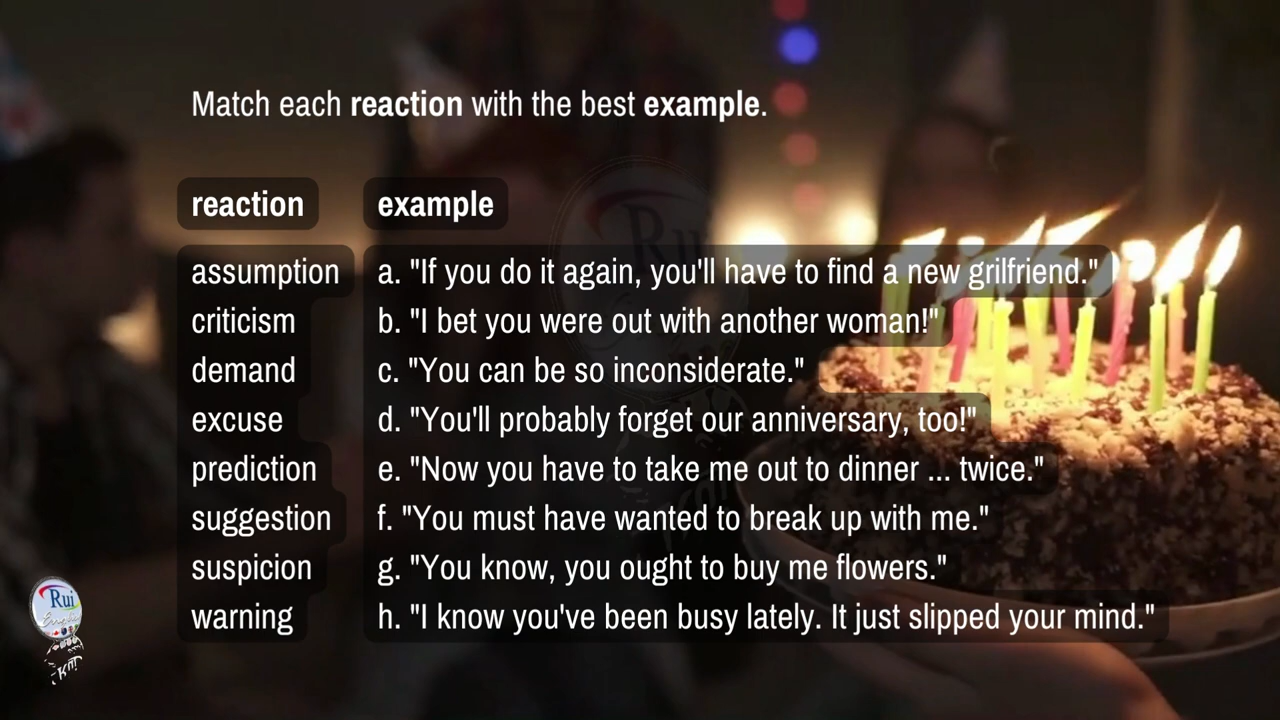 Match each reaction with the best example.
reaction example
assumption a. "If you do it again, you'll have to find a new grilfriend."
criticism b. "I bet you were out with another woman!"
demand c. "You can be so inconsiderate."
excuse d. "You'll probably forget our anniversary, too!"
prediction e. "Now you have to take me out to dinner ... twice."
suggestion f. "You must have wanted to break up with me."
suspicion g. "You know, you ought to buy me flowers."
warning h. "I know you've been busy lately. It just slipped your mind."
Rui